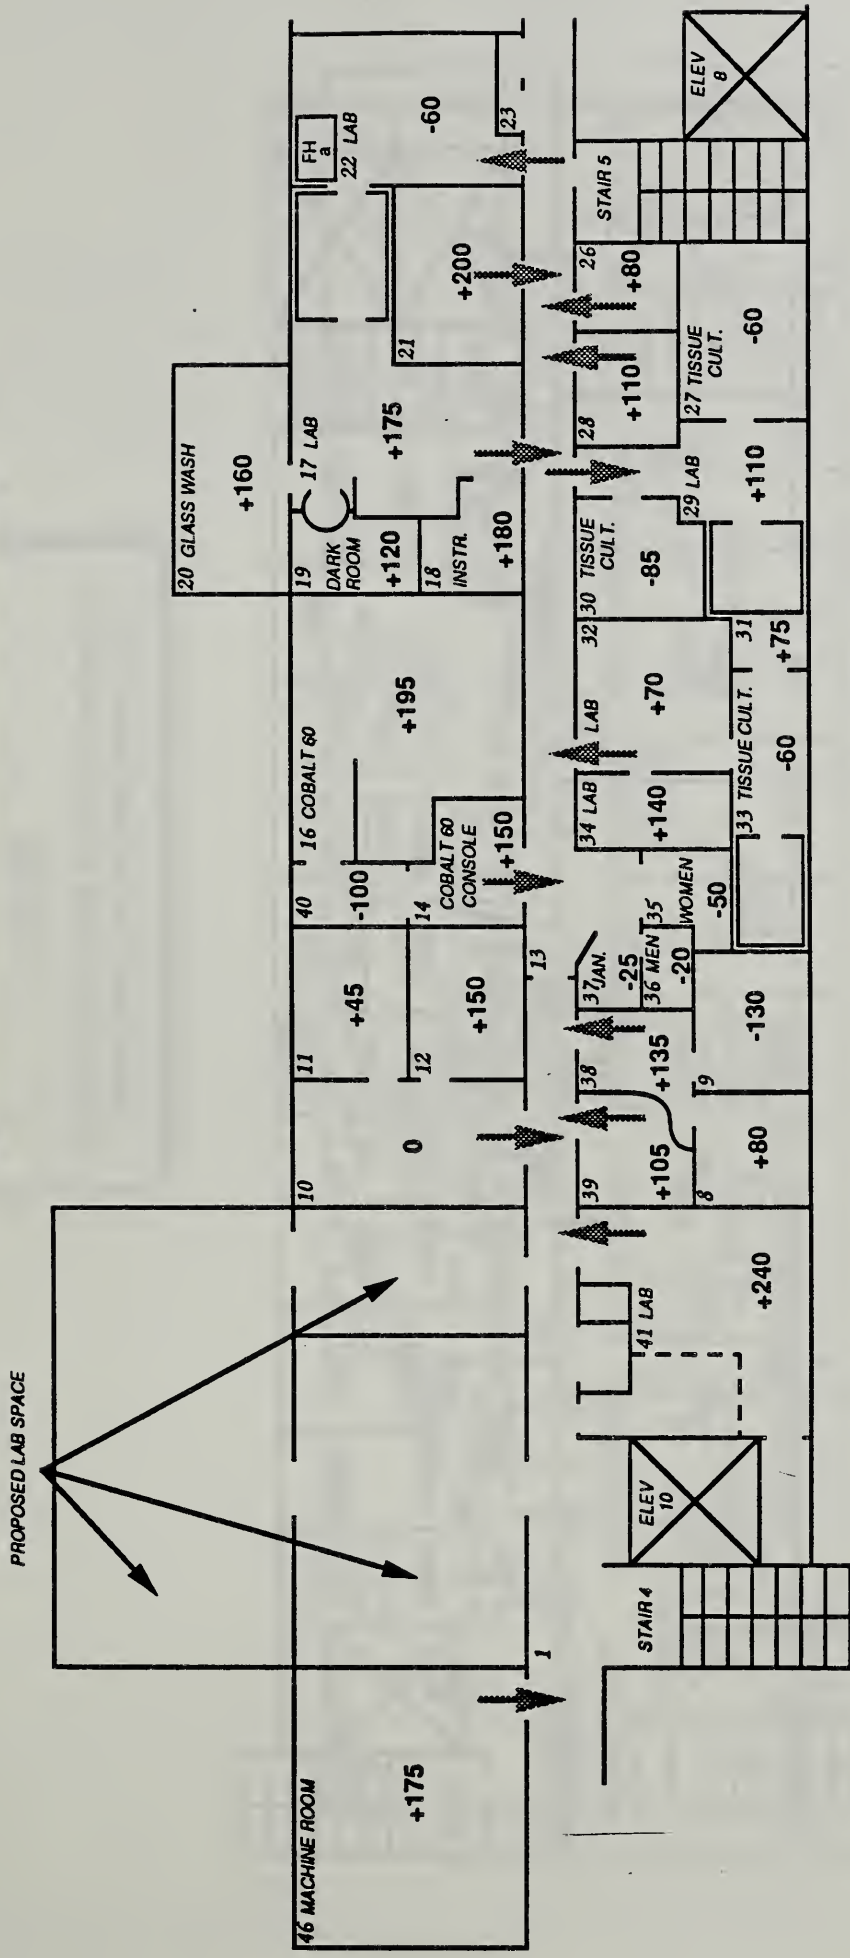 PROPOSED LAB SPACE
46 MACHINE ROOM
+175
1
STAIR 4
ELEV
10
41 LAB
+240
10
0
39
+105
8
+80
38
+135
9
-130
11
+45
12
+150
13
37
JAN.
-25
36 MEN
-20
35
WOMEN
-50
40
-100
14
COBALT 60
CONSOLE
+150
16 COBALT 60
+195
34 LAB
+140
33 TISSUE CULT.
-60
32
LAB
+70
31
+75
30 TISSUE
CULT.
-85
20 GLASS WASH
+160
19
DARK
ROOM
+120
18
INSTR.
+180
17 LAB
+175
29 LAB
+110
28
+110
27 TISSUE
CULT.
-60
26
+80
21
+200
22 LAB
FH
a
-60
23
STAIR 5
ELEV
8